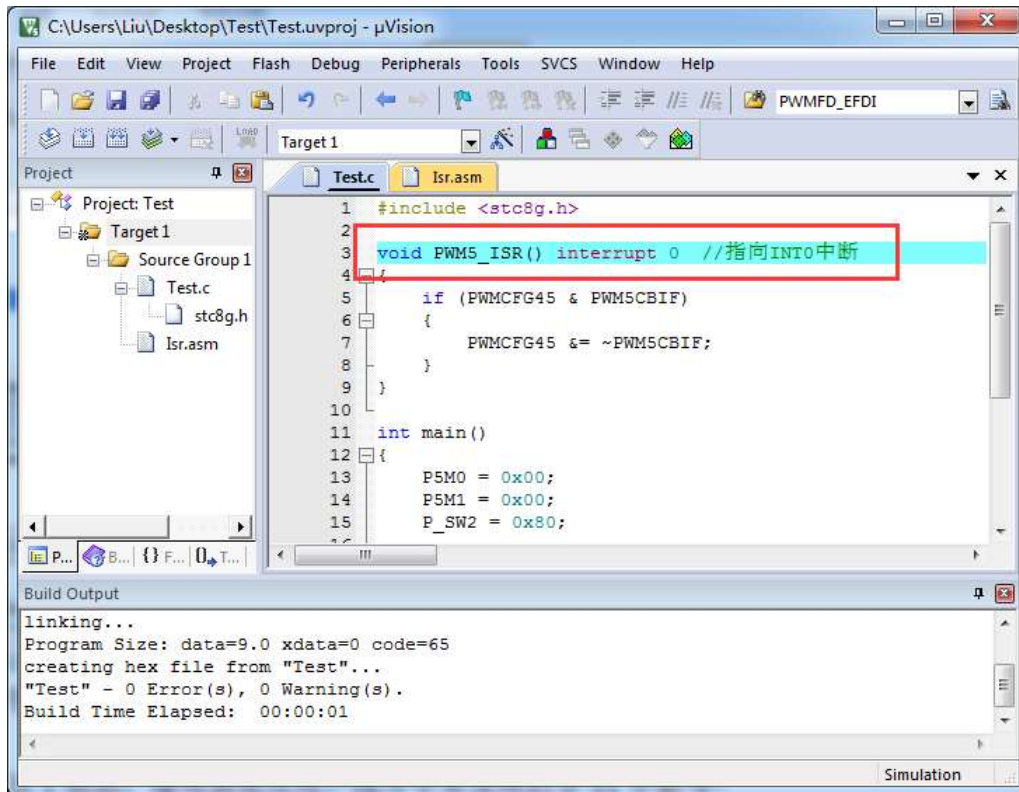 C:\Users\Liu\Desktop\Test\Test.uvproj - µVision
File Edit View Project Flash Debug Peripherals Tools SVCS Window Help
PWMFD_EFDI
LOAD Target 1
Project
Test.c Isr.asm
Project: Test
Target 1
Source Group 1
Test.c
stc8g.h
Isr.asm
1 #include <stc8g.h>
2
3 void PWM5_ISR() interrupt 0 //指向INT0中断
4 {
5 if (PWMCFG45 & PWM5CBIF)
6 {
7 PWMCFG45 &= ~PWM5CBIF;
8 }
9 }
10
11 int main()
12 {
13 P5M0 = 0x00;
14 P5M1 = 0x00;
15 P_SW2 = 0x80;
P... B... {} F... 0 T...
Build Output
linking...
Program Size: data=9.0 xdata=0 code=65
creating hex file from "Test"...
"Test" - 0 Error(s), 0 Warning(s).
Build Time Elapsed: 00:00:01
Simulation